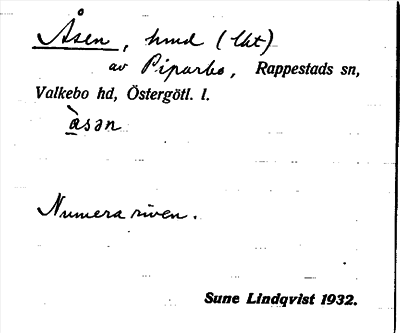 Åsen, hmd (lht)
av Piparbo, Rappestads sn,
Valkebo hd, Östergötl. l.
åsən
Numera riven.
Sune Lindqvist 1932.